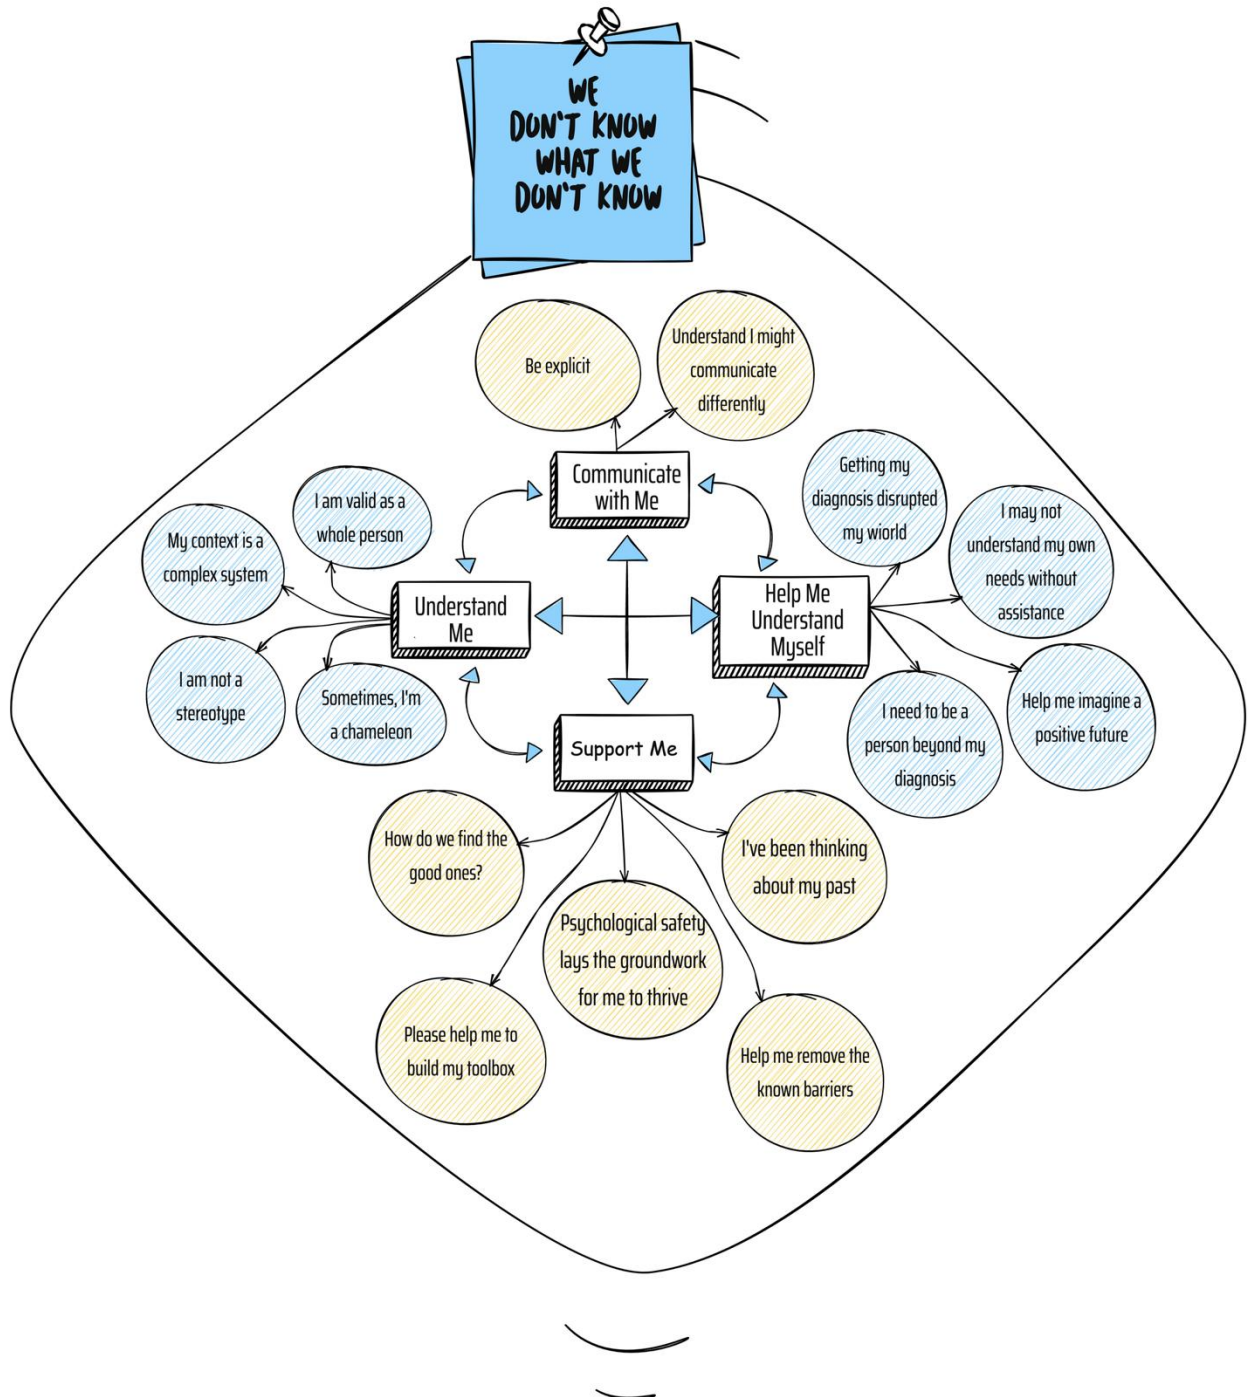 WE
DON'T KNOW
WHAT WE
DON'T KNOW
Be explicit
Understand I might
communicate
differently
Communicate
with Me
Getting my
diagnosis disrupted
my wiorld
I may not
understand my own
needs without
assistance
I am valid as a
whole person
My context is a
complex system
Understand
Me
Help Me
Understand
Myself
I am not a
stereotype
Sometimes, I'm
a chameleon
Support Me
I need to be a
person beyond my
diagnosis
Help me imagine a
positive future
How do we find the
good ones?
I've been thinking
about my past
Psychological safety
lays the groundwork
for me to thrive
Please help me to
build my toolbox
Help me remove the
known barriers